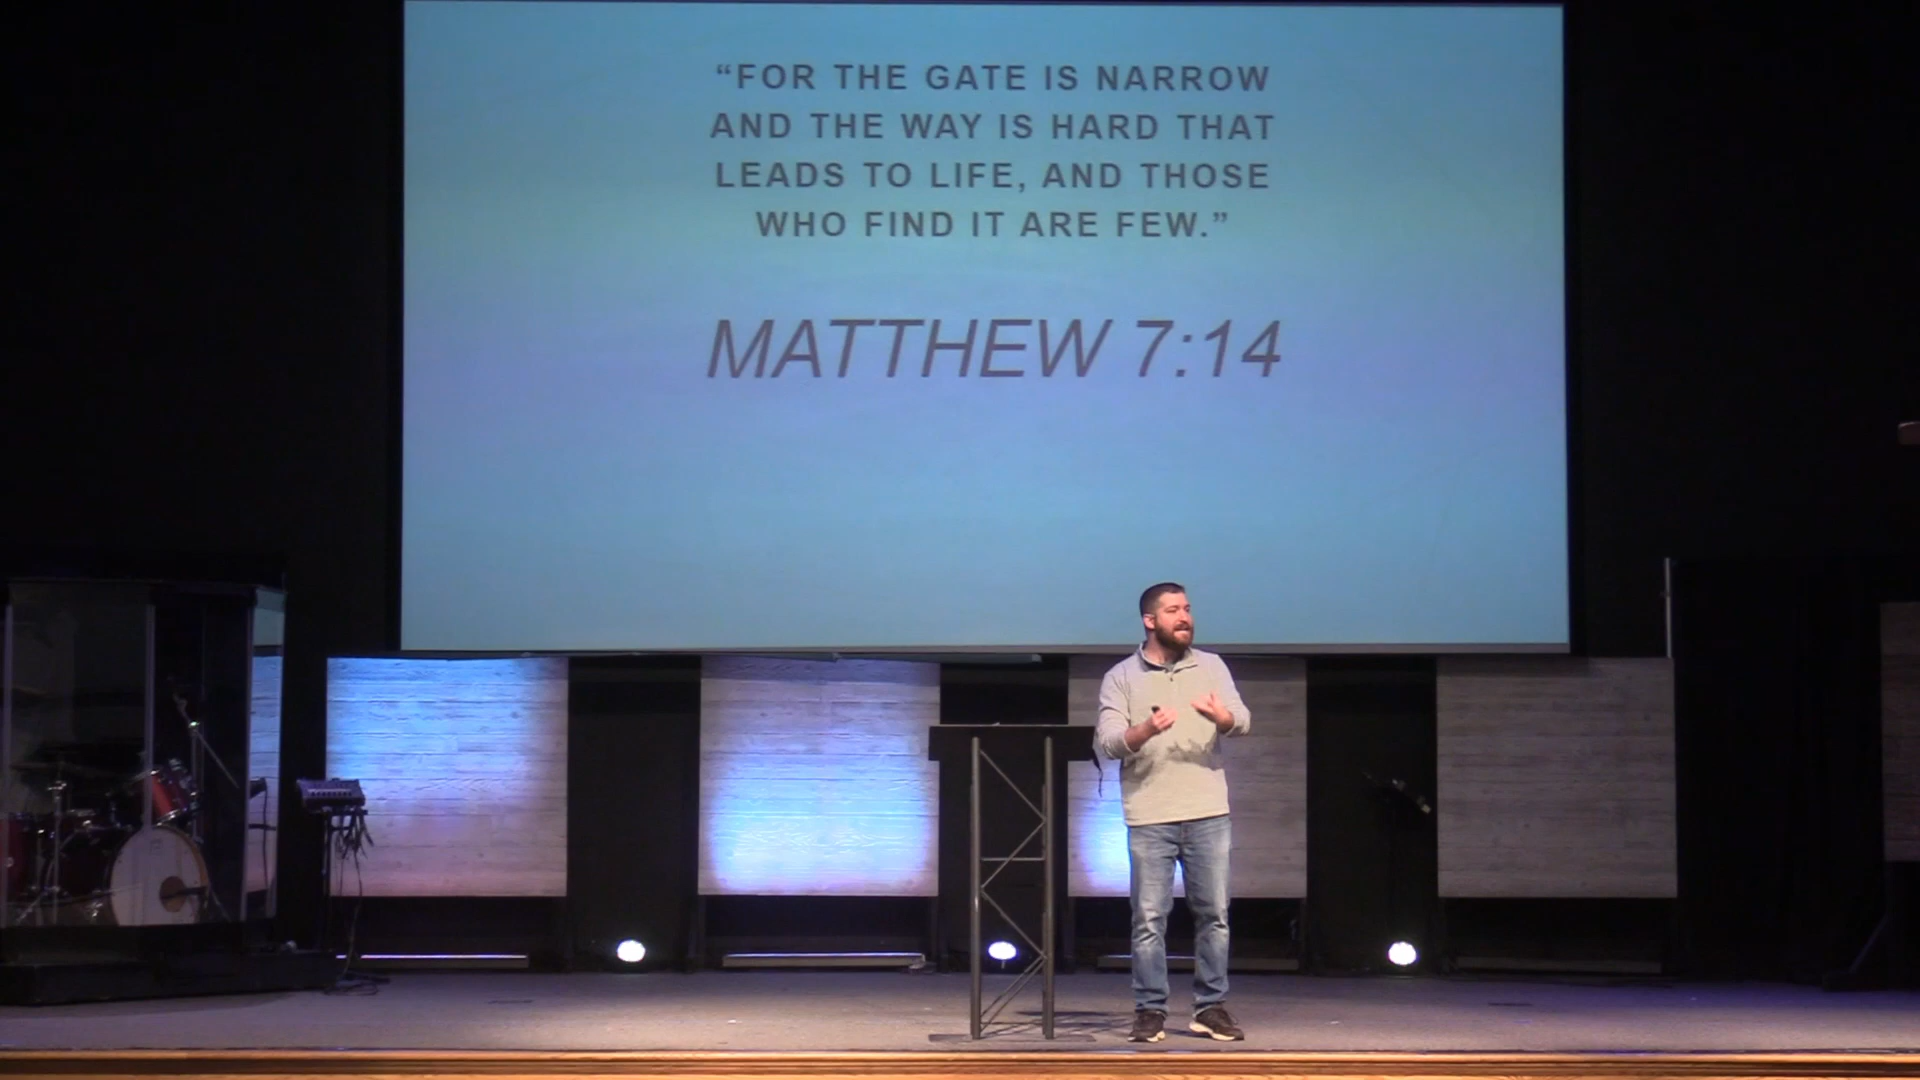 “FOR THE GATE IS NARROW
AND THE WAY IS HARD THAT
LEADS TO LIFE, AND THOSE
WHO FIND IT ARE FEW.”
MATTHEW 7:14